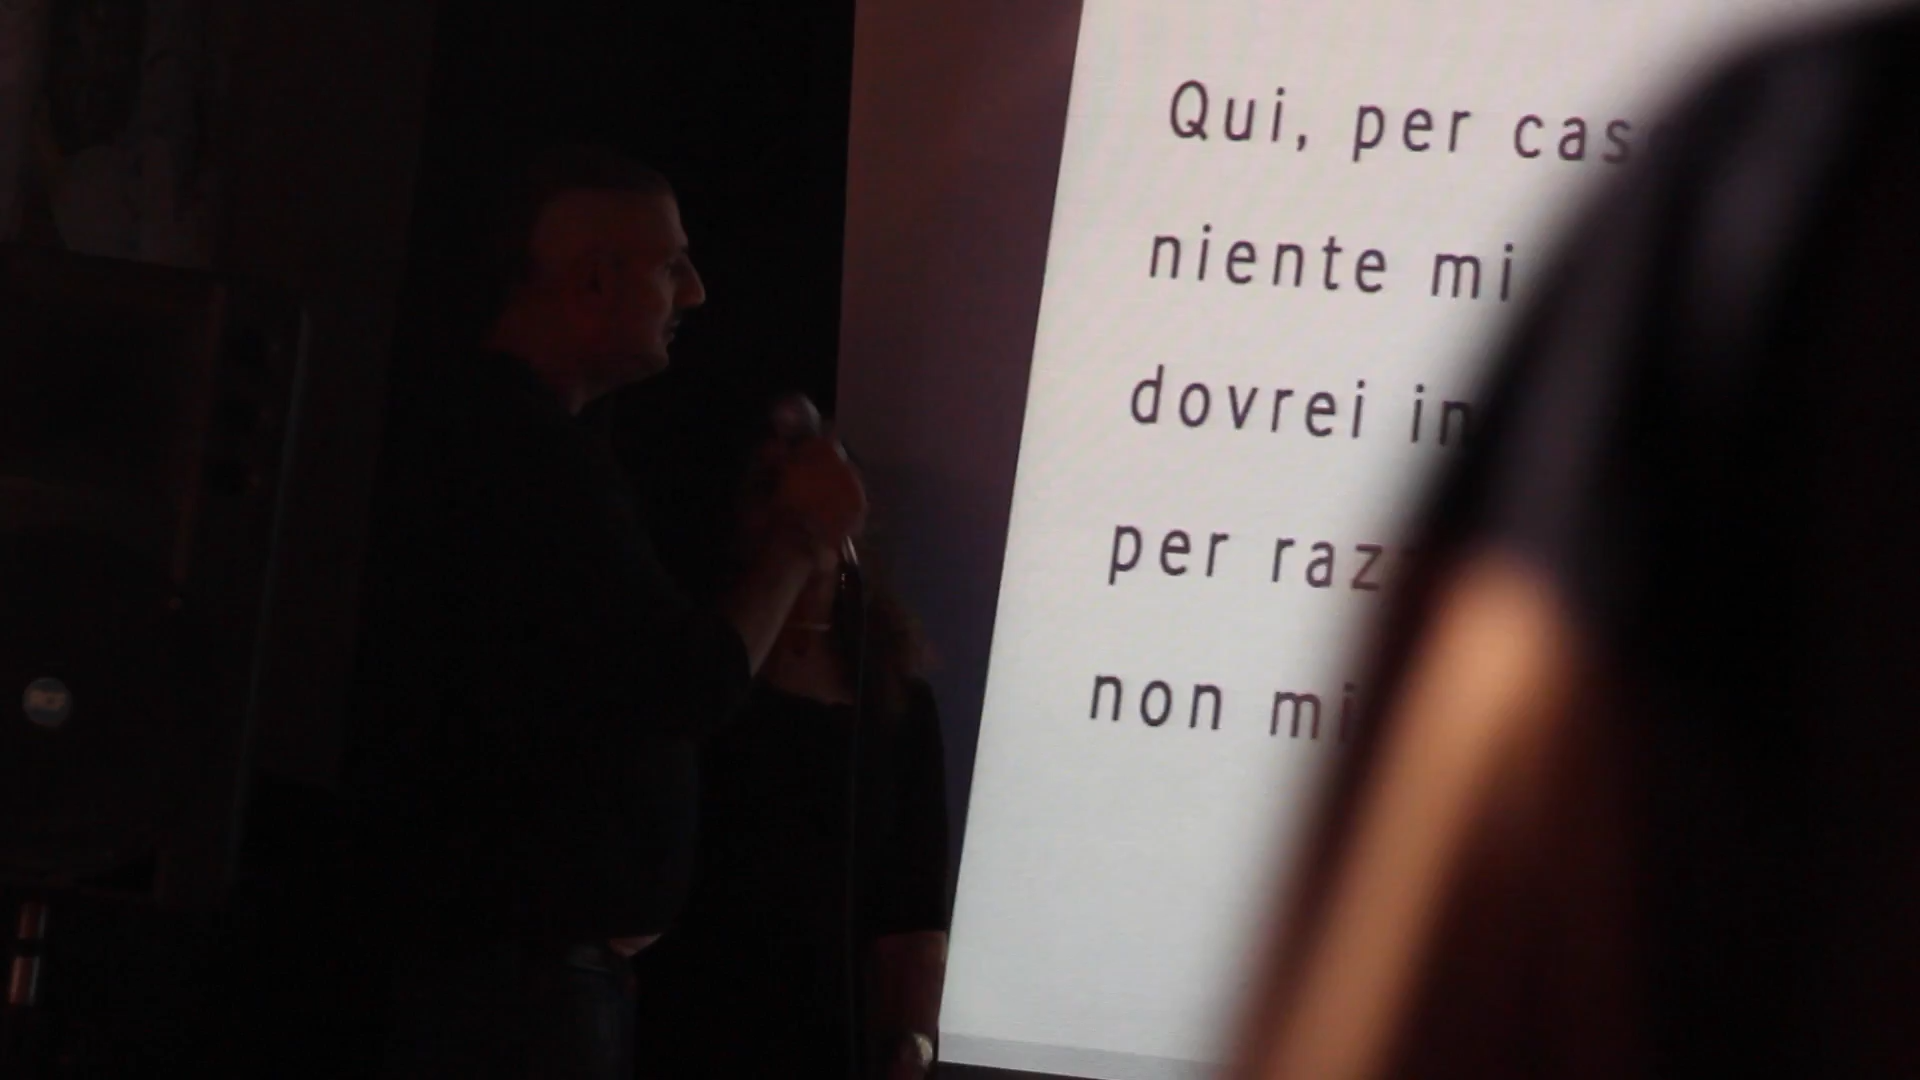 Qui, per cas
niente mi
dovrei in
per raz
non mi